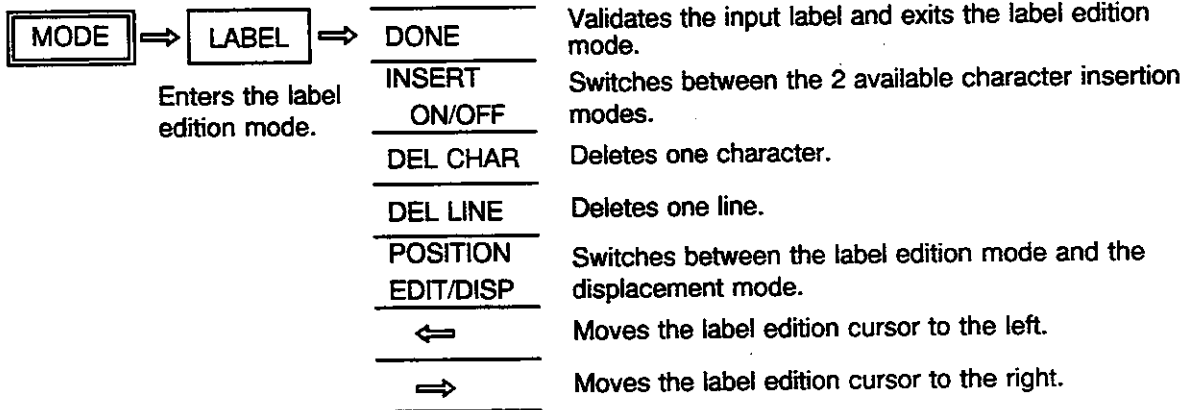 MODE ⇒ LABEL ⇒ DONE Validates the input label and exits the label edition
mode.
Enters the label
edition mode.
INSERT Switches between the 2 available character insertion
ON/OFF modes.
DEL CHAR Deletes one character.
DEL LINE Deletes one line.
POSITION Switches between the label edition mode and the
EDIT/DISP displacement mode.
⇐ Moves the label edition cursor to the left.
⇒ Moves the label edition cursor to the right.